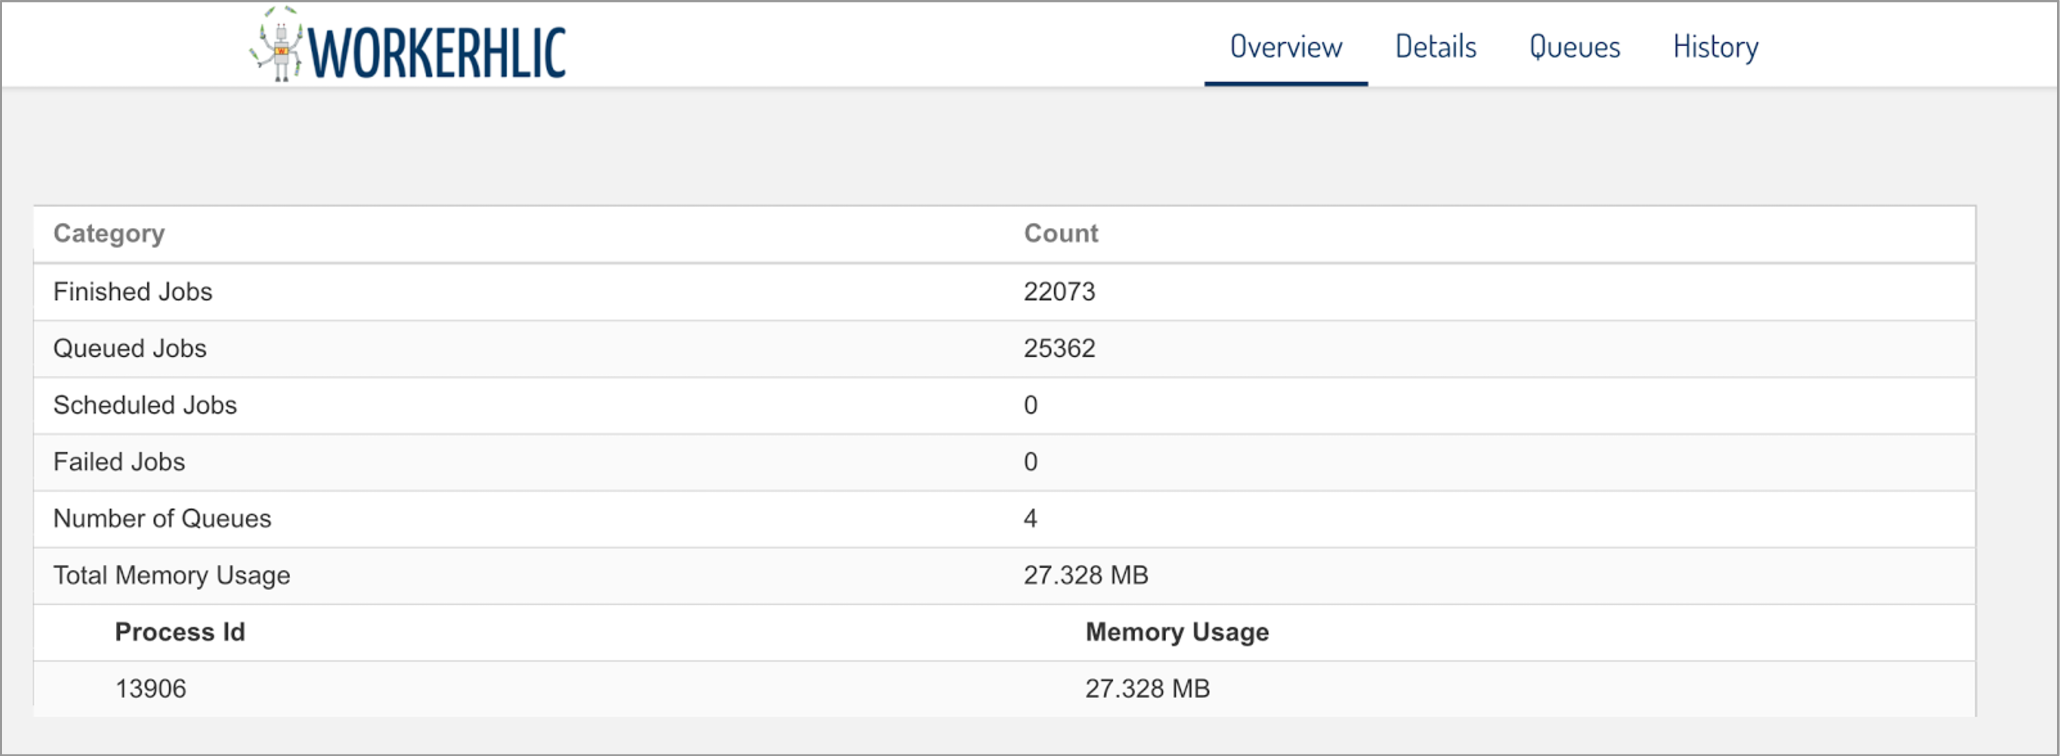 WORKERHLIC Overview Details Queues History
Category Count
Finished Jobs 22073
Queued Jobs 25362
Scheduled Jobs 0
Failed Jobs 0
Number of Queues 4
Total Memory Usage 27.328 MB
Process Id Memory Usage
13906 27.328 MB